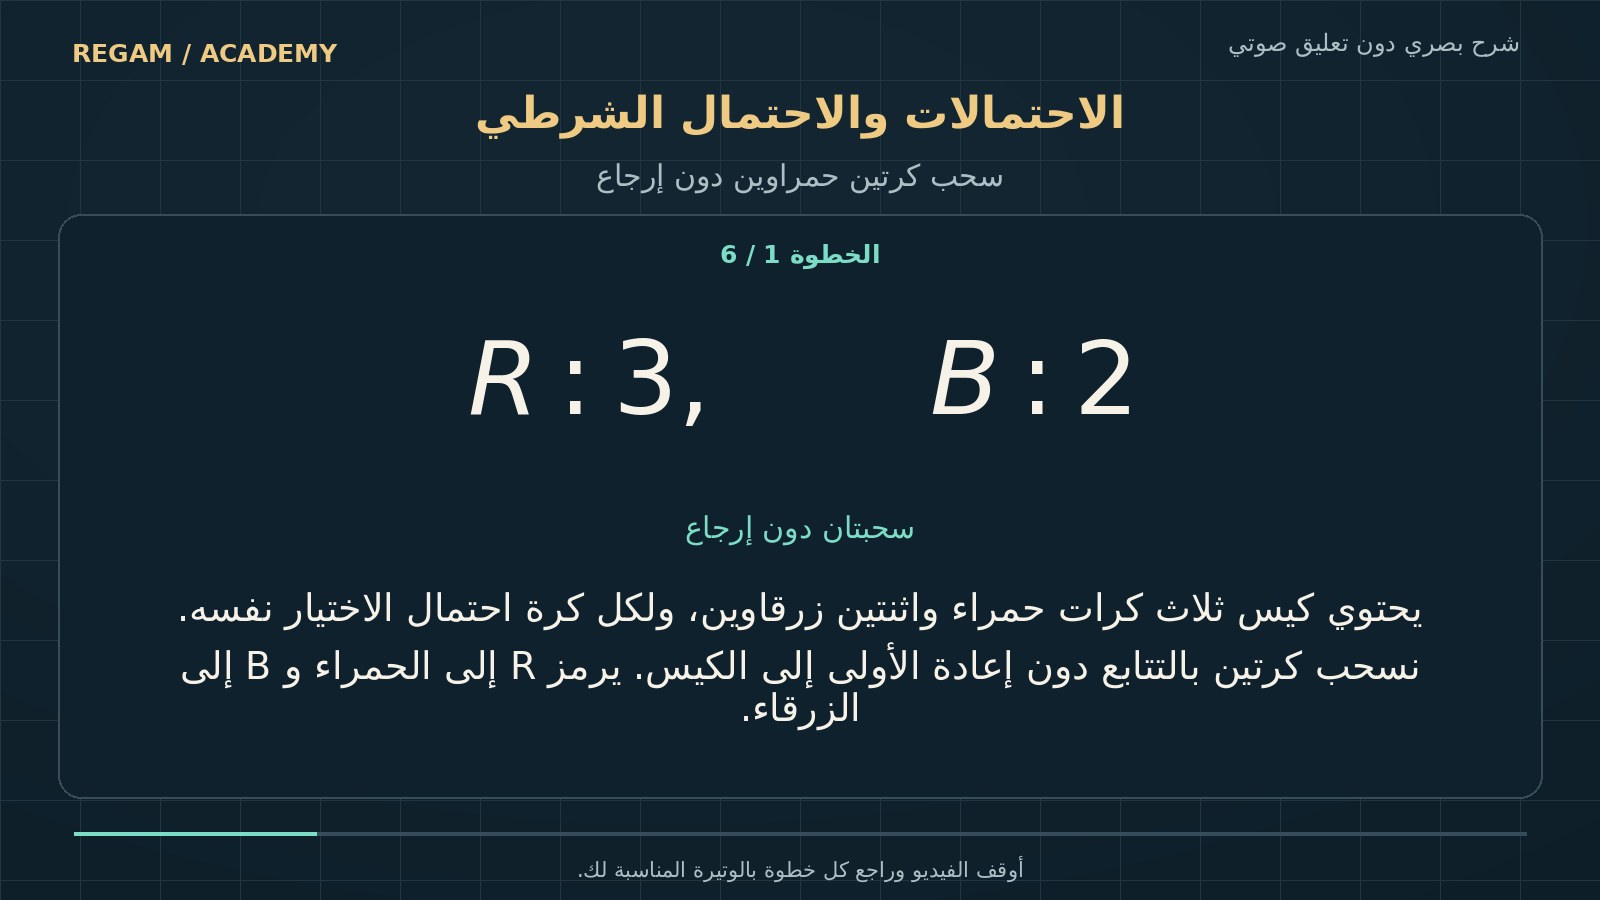 REGAM / ACADEMY
شرح بصري دون تعليق صوتي
الاحتمالات والاحتمال الشرطي
سحب كرتين حمراوين دون إرجاع
الخطوة 1 / 6
R : 3, B : 2
سحبتان دون إرجاع
يحتوي كيس ثلاث كرات حمراء واثنتين زرقاوين، ولكل كرة احتمال الاختيار نفسه.
نسحب كرتين بالتتابع دون إعادة الأولى إلى الكيس. يرمز R إلى الحمراء و B إلى
الزرقاء.
أوقف الفيديو وراجع كل خطوة بالوتيرة المناسبة لك.